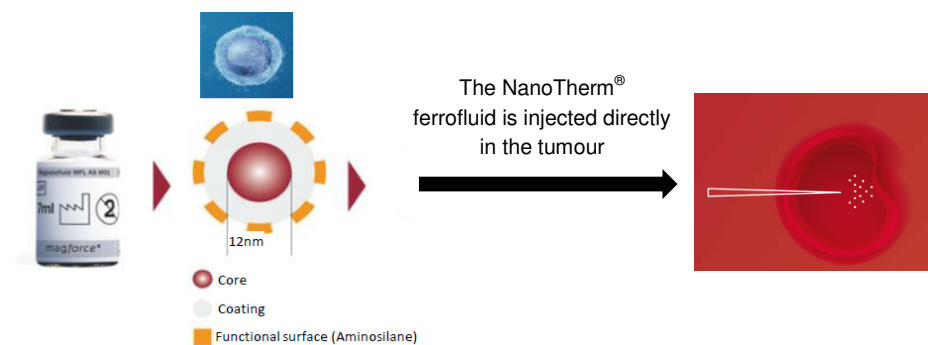 The NanoTherm®
ferrofluid is injected directly
in the tumour
7ml
2
magforce®
12nm
Core
Coating
Functional surface (Aminosilane)